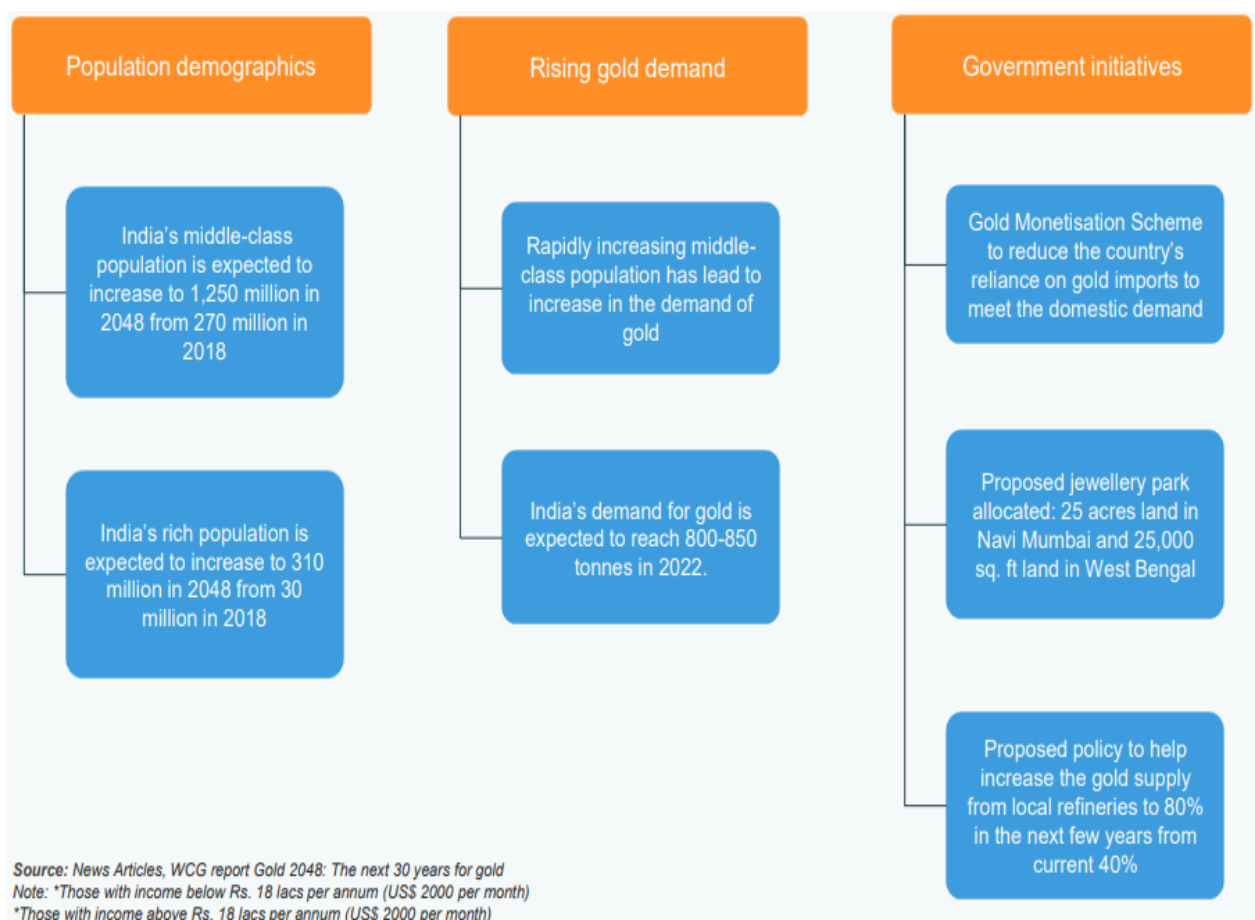 Population demographics
India's middle-class
population is expected to
increase to 1,250 million in
2048 from 270 million in
2018
India's rich population is
expected to increase to 310
million in 2048 from 30
million in 2018
Rising gold demand
Rapidly increasing middle-
class population has lead to
increase in the demand of
gold
India's demand for gold is
expected to reach 800-850
tonnes in 2022.
Government initiatives
Gold Monetisation Scheme
to reduce the country's
reliance on gold imports to
meet the domestic demand
Proposed jewellery park
allocated: 25 acres land in
Navi Mumbai and 25,000
sq. ft land in West Bengal
Proposed policy to help
increase the gold supply
from local refineries to 80%
in the next few years from
current 40%
Source: News Articles, WCG report Gold 2048: The next 30 years for gold
Note: *Those with income below Rs. 18 lacs per annum (US$ 2000 per month)
*Those with income above Rs. 18 lacs per annum (US$ 2000 per month)